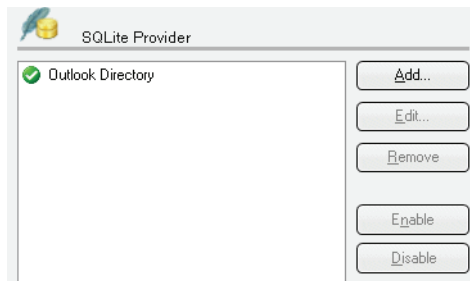 SQLite Provider
Outlook Directory
Add...
Edit...
Remove
Enable
Disable